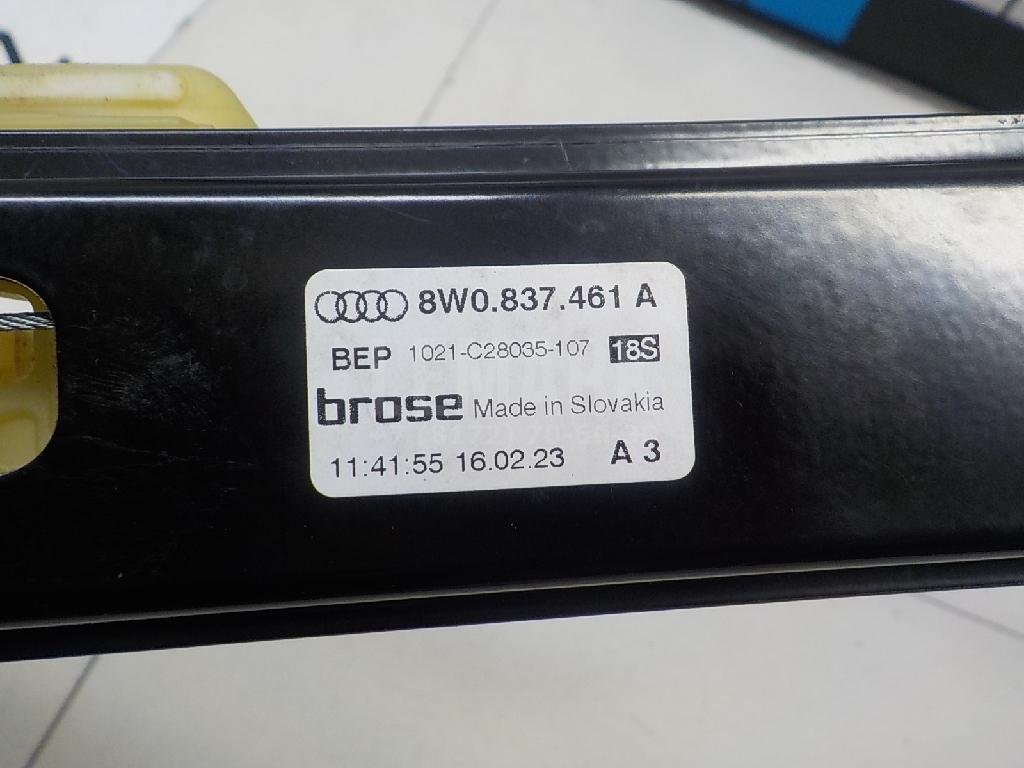 8W0.837.461 A
BEP 1021-C28035-107 18S
brose Made in Slovakia
11:41:55 16.02.23 A 3